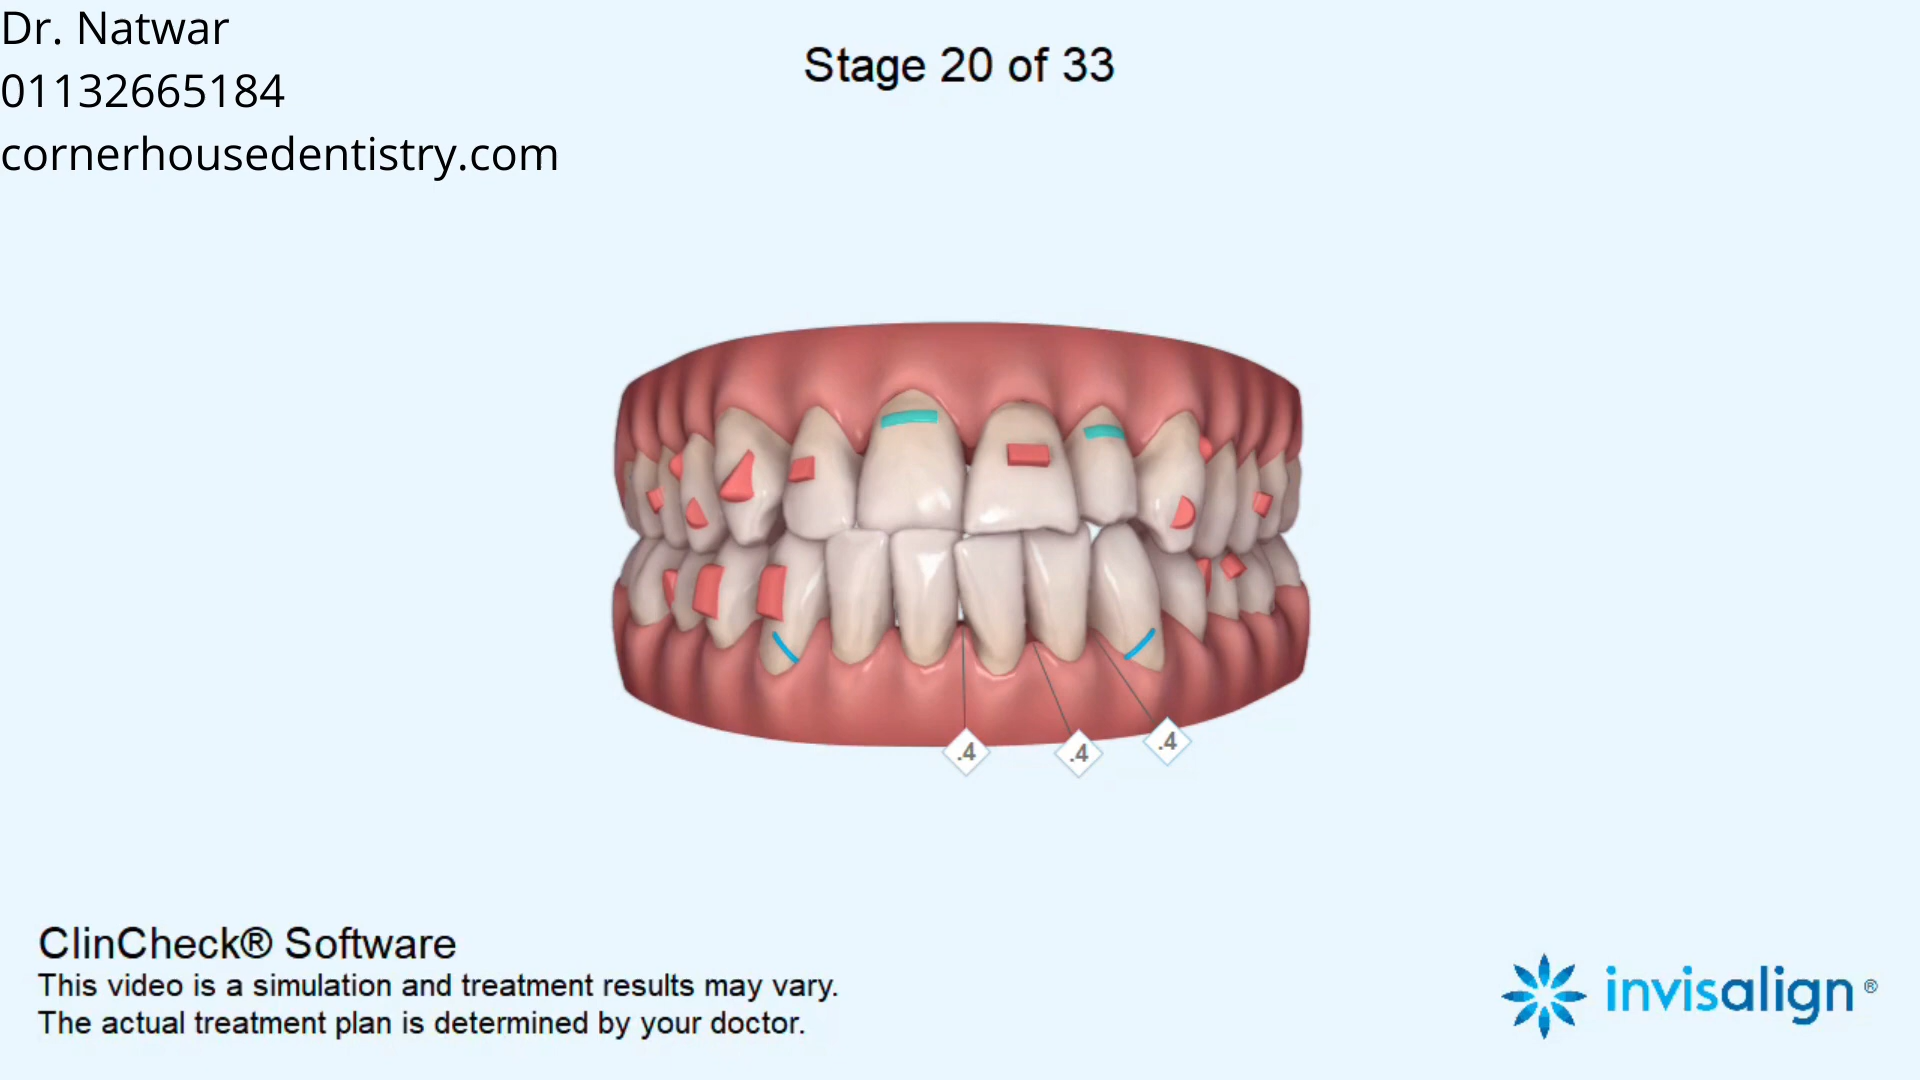 Dr. Natwar
01132665184
cornerhousedentistry.com
Stage 20 of 33
.4
.4
.4
ClinCheck® Software
This video is a simulation and treatment results may vary.
The actual treatment plan is determined by your doctor.
invisalign®